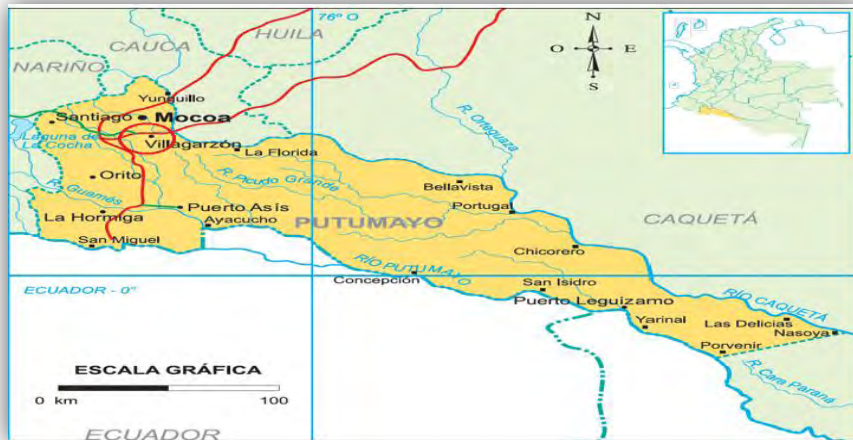 76° O
HUILA
CAUCA
NARIÑO
N
O E
S
Yunguillo
Santiago
Mocoa
Laguna de
La Cocha
Villagarzón
La Florida
R. Orteguaza
Orito
R. Picudo Grande
Bellavista
R. Guamés
Puerto Asís
Portugal
La Hormiga
Ayacucho
PUTUMAYO
CAQUETÁ
San Miguel
Chicorero
RÍO PUTUMAYO
Concepción
San Isidro
ECUADOR - 0°
Puerto Leguízamo
RÍO CAQUETÁ
Yarinal
Las Delicias
Nasoya
Porvenir
R. Cara Paraná
ESCALA GRÁFICA
0 km 100
ECUADOR